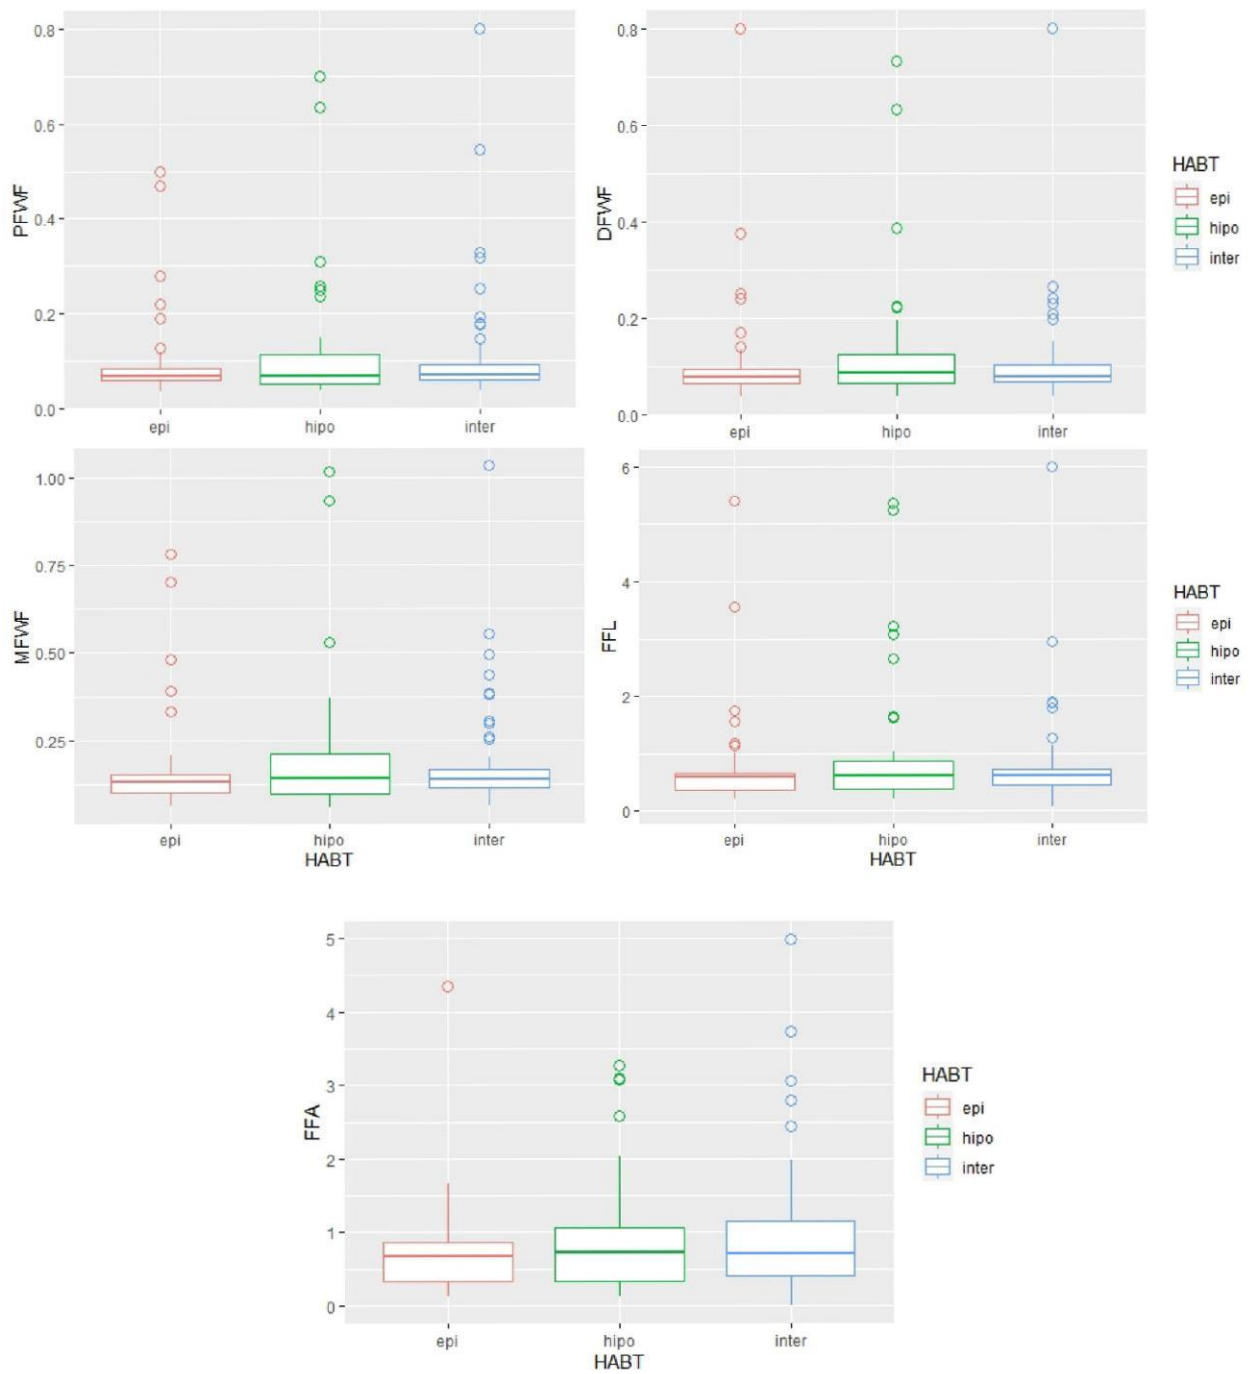 PFWF
0.8
0.6
0.4
0.2
0.0
epi hipo inter
DFWF
0.8
0.6
0.4
0.2
0.0
epi hipo inter
HABT
epi
hipo
inter
MFWF
1.00
0.75
0.50
0.25
epi hipo inter
HABT
FFL
6
4
2
0
epi hipo inter
HABT
HABT
epi
hipo
inter
FFA
5
4
3
2
1
0
epi hipo inter
HABT
HABT
epi
hipo
inter